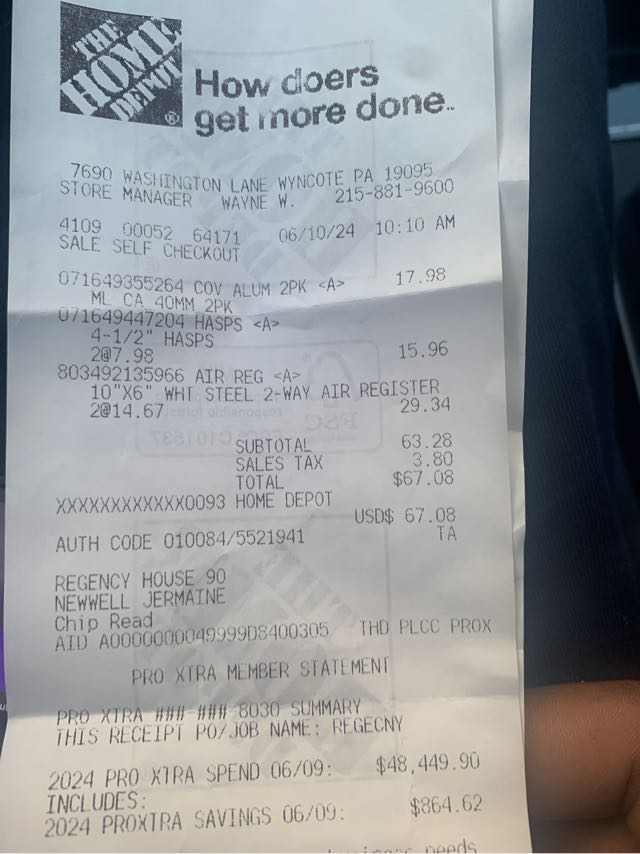 THE
HOME
DEPOT
®
How doers
get more done.™
7690 WASHINGTON LANE WYNCOTE PA 19095
STORE MANAGER WAYNE W. 215-881-9600
4109 00052 64171 06/10/24 10:10 AM
SALE SELF CHECKOUT
071649355264 COV ALUM 2PK <A> 17.98
ML CA 40MM 2PK
071649447204 HASPS <A>
4-1/2" HASPS
2@7.98 15.96
803492135966 AIR REG <A>
10"X6" WHT STEEL 2-WAY AIR REGISTER
2@14.67 29.34
SUBTOTAL 63.28
SALES TAX 3.80
TOTAL $67.08
XXXXXXXXXXXX0093 HOME DEPOT
USD$ 67.08
AUTH CODE 010084/5521941 TA
REGENCY HOUSE 90
NEWWELL JERMAINE
Chip Read
AID A0000000049999D8400305 THD PLCC PROX
PRO XTRA MEMBER STATEMENT
PRO XTRA ###-###-8030 SUMMARY
THIS RECEIPT PO/JOB NAME: REGECNY
2024 PRO XTRA SPEND 06/09: $48,449.90
INCLUDES:
2024 PROXTRA SAVINGS 06/09: $864.62
needs